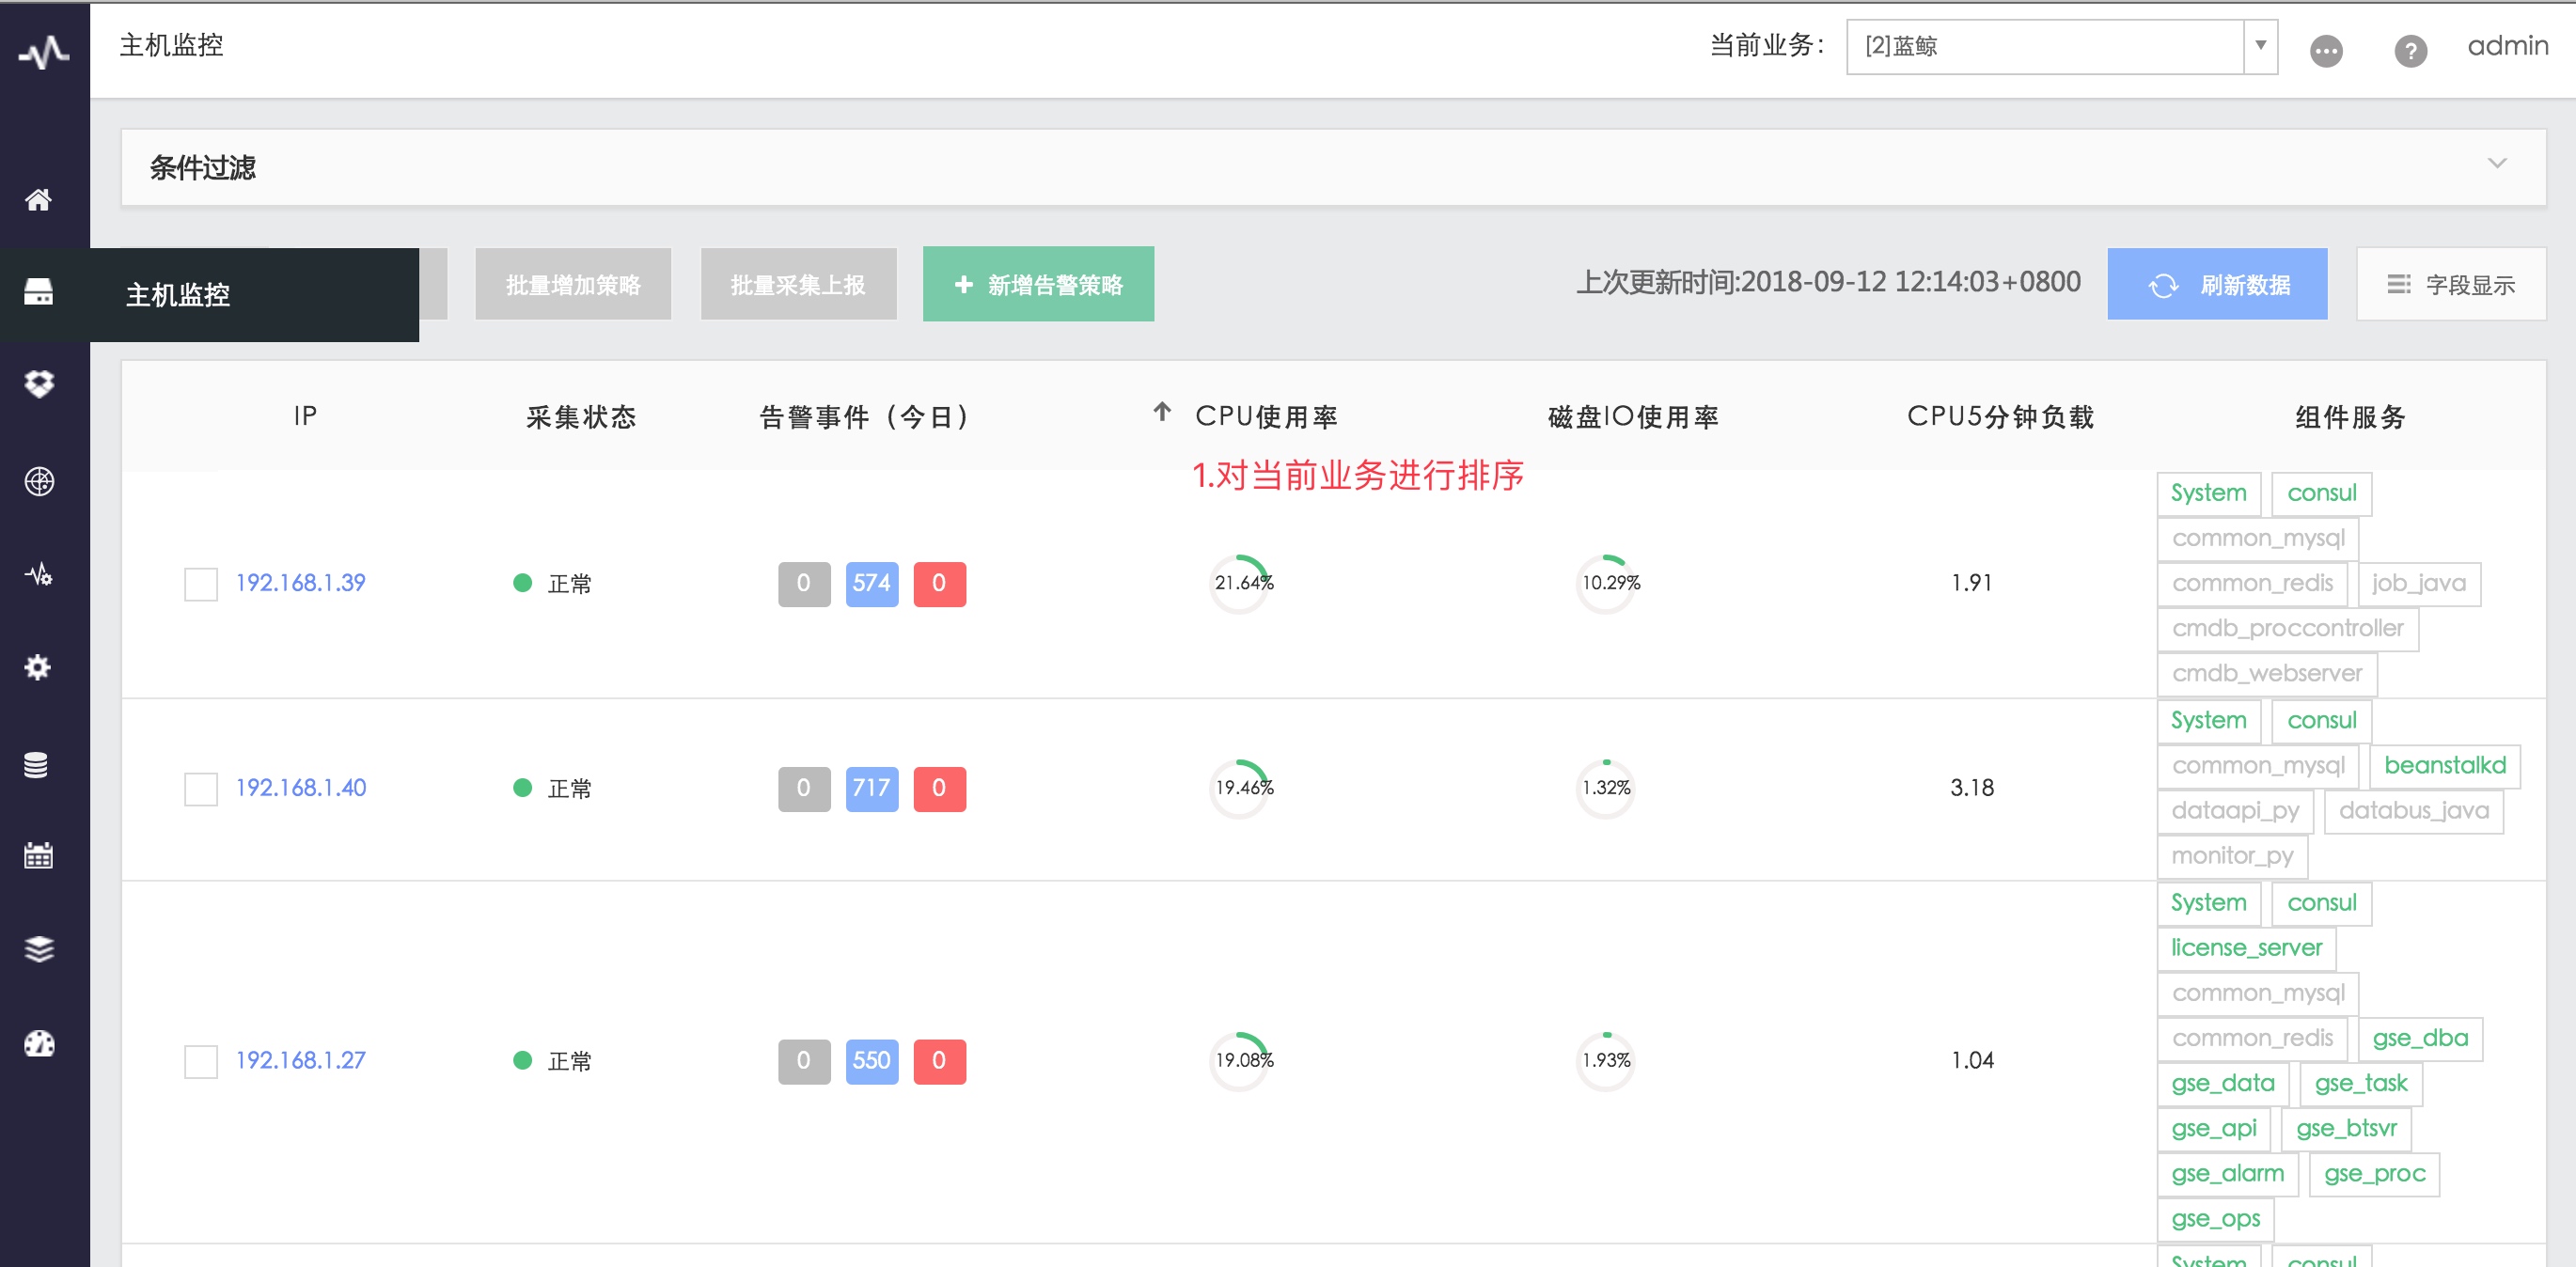 主机监控
当前业务： [2]蓝鲸 admin
条件过滤
主机监控 批量增加策略 批量采集上报 + 新增告警策略 上次更新时间:2018-09-12 12:14:03+0800 刷新数据 字段显示
IP 采集状态 告警事件（今日） CPU使用率 磁盘IO使用率 CPU5分钟负载 组件服务
1.对当前业务进行排序
192.168.1.39 正常 0 574 0 21.64% 10.29% 1.91
System consul
common_mysql
common_redis job_java
cmdb_proccontroller
cmdb_webserver
192.168.1.40 正常 0 717 0 19.46% 1.32% 3.18
System consul
common_mysql beanstalkd
dataapi_py databus_java
monitor_py
192.168.1.27 正常 0 550 0 19.08% 1.93% 1.04
System consul
license_server
common_mysql
common_redis gse_dba
gse_data gse_task
gse_api gse_btsvr
gse_alarm gse_proc
gse_ops
System consul